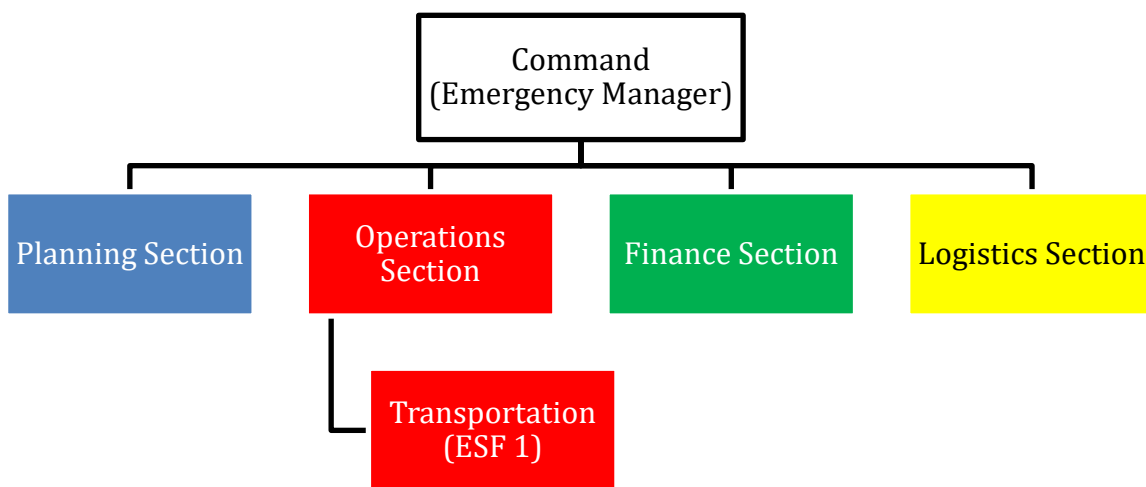 Command
(Emergency Manager)
Planning Section
Operations
Section
Finance Section
Logistics Section
Transportation
(ESF 1)